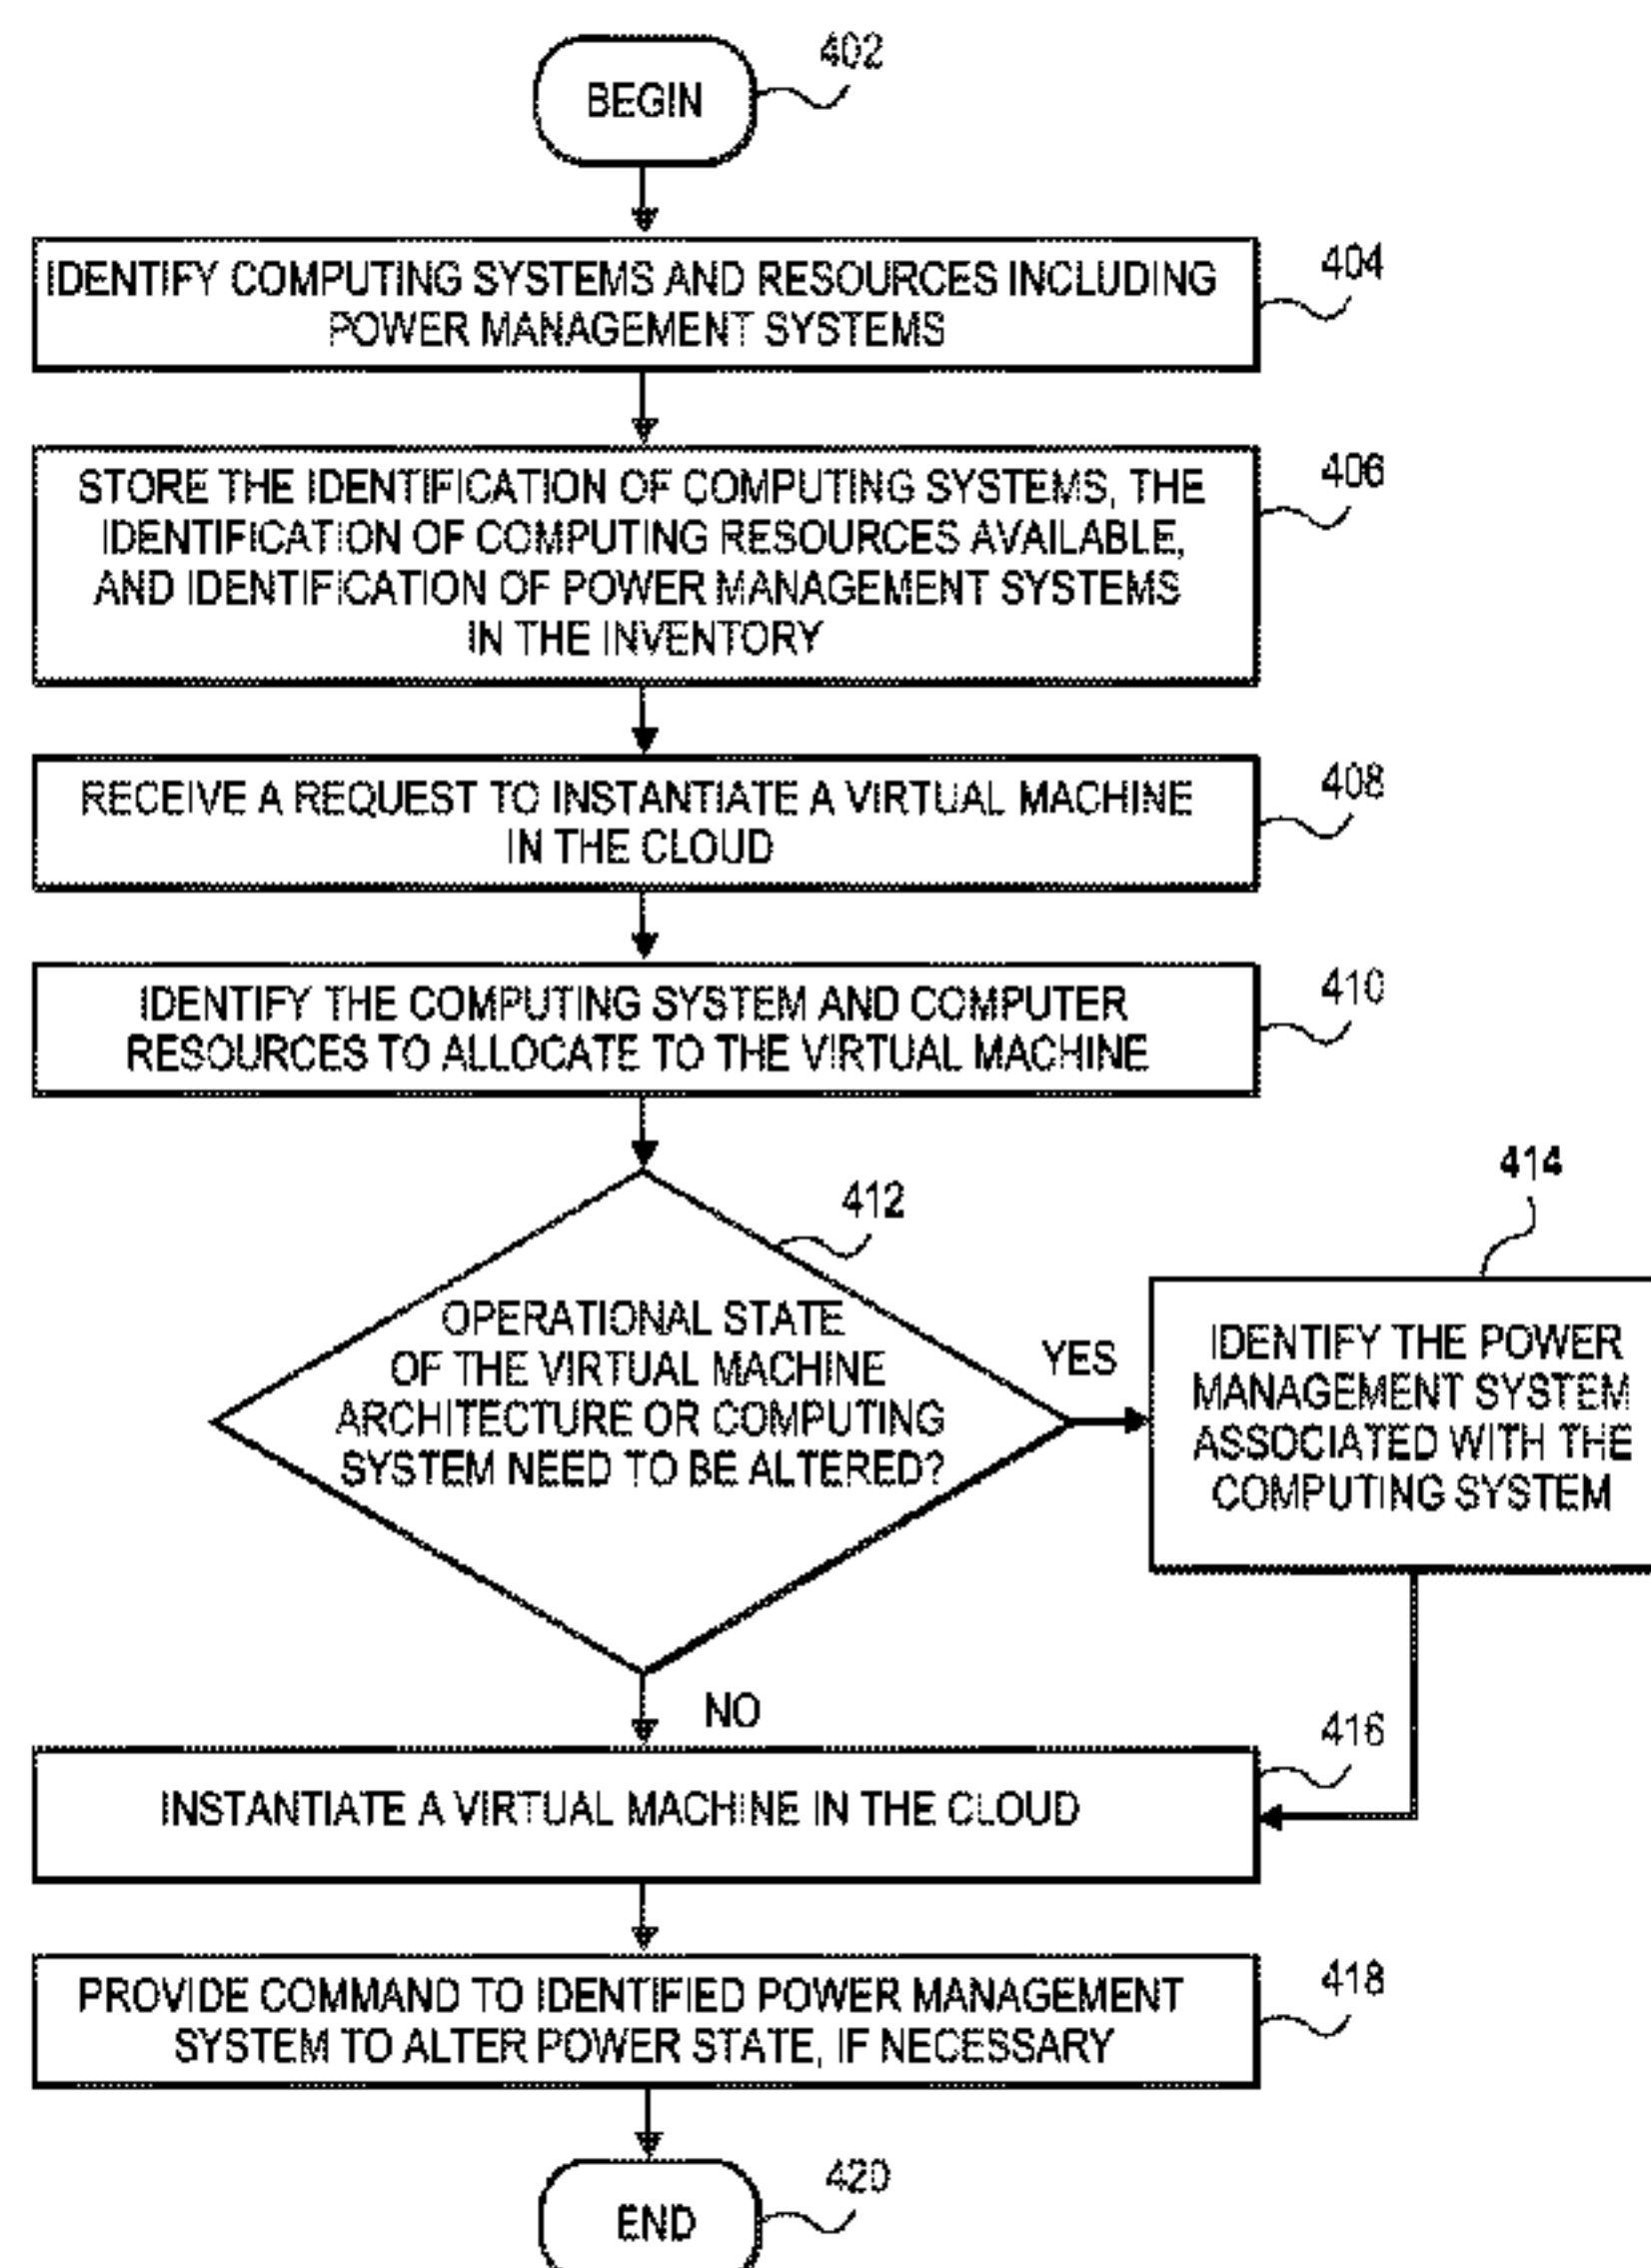 402
BEGIN
404
IDENTIFY COMPUTING SYSTEMS AND RESOURCES INCLUDING
POWER MANAGEMENT SYSTEMS
406
STORE THE IDENTIFICATION OF COMPUTING SYSTEMS, THE
IDENTIFICATION OF COMPUTING RESOURCES AVAILABLE,
AND IDENTIFICATION OF POWER MANAGEMENT SYSTEMS
IN THE INVENTORY
408
RECEIVE A REQUEST TO INSTANTIATE A VIRTUAL MACHINE
IN THE CLOUD
410
IDENTIFY THE COMPUTING SYSTEM AND COMPUTER
RESOURCES TO ALLOCATE TO THE VIRTUAL MACHINE
412
OPERATIONAL STATE
OF THE VIRTUAL MACHINE
ARCHITECTURE OR COMPUTING
SYSTEM NEED TO BE ALTERED?
YES
414
IDENTIFY THE POWER
MANAGEMENT SYSTEM
ASSOCIATED WITH THE
COMPUTING SYSTEM
NO
416
INSTANTIATE A VIRTUAL MACHINE IN THE CLOUD
418
PROVIDE COMMAND TO IDENTIFIED POWER MANAGEMENT
SYSTEM TO ALTER POWER STATE, IF NECESSARY
420
END